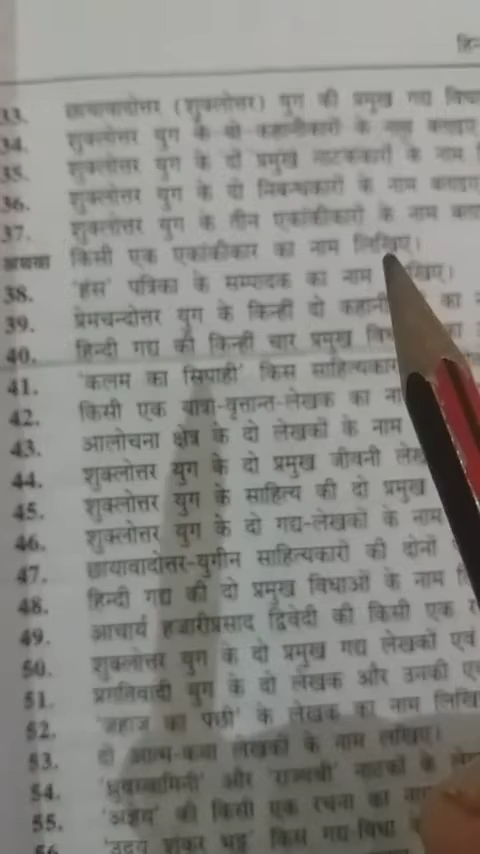 हिन
33. छायावादोत्तर (शुक्लोत्तर) युग की प्रमुख गद्य विधा
34. शुक्लोत्तर युग के दो कहानीकारों के नाम बताइए
35. शुक्लोत्तर युग के दो प्रमुख नाटककारों के नाम
36. शुक्लोत्तर युग के दो निबन्धकारों के नाम बताइए
37. शुक्लोत्तर युग के तीन एकांकीकारों के नाम बता
अथवा किसी एक एकांकीकार का नाम लिखिए।
38. 'हंस' पत्रिका के सम्पादक का नाम खिए।
39. प्रेमचन्दोत्तर युग के किन्हीं दो कहानी का
40. हिन्दी गद्य की किन्हीं चार प्रमुख विध का
41. 'कलम का सिपाही' किस साहित्यकार
42. किसी एक यात्रा-वृत्तान्त-लेखक का ना
43. आलोचना क्षेत्र के दो लेखकों के नाम
44. शुक्लोत्तर युग के दो प्रमुख जीवनी लेख
45. शुक्लोत्तर युग के साहित्य की दो प्रमुख
46. शुक्लोत्तर युग के दो गद्य-लेखकों के नाम
47. छायावादोत्तर-युगीन साहित्यकारों की दोनों
48. हिन्दी गद्य की दो प्रमुख विधाओं के नाम
49. आचार्य हजारीप्रसाद द्विवेदी की किसी एक र
50. शुक्लोत्तर युग के दो प्रमुख गद्य लेखकों एवं
51. प्रगतिवादी युग के दो लेखक और उनकी ए
52. 'जहाज का पंछी' के लेखक का नाम लिखि
53. दो आत्म-कथा लेखकों के नाम लिखिए।
54. 'ध्रुवस्वामिनी' और 'राज्यश्री' नाटकों के ले
55. 'अज्ञेय' की किसी एक रचना का ना
56 'उदय शंकर भट्ट' किस गद्य-विधा